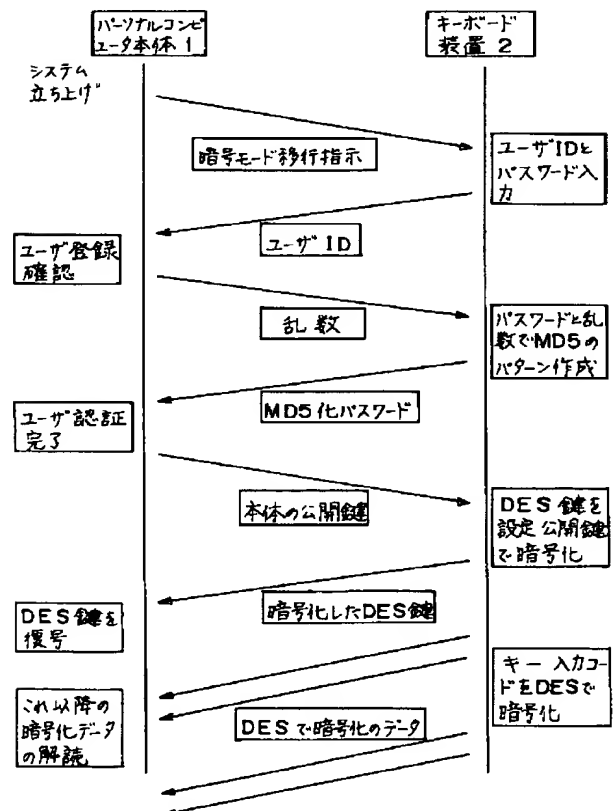 パーソナルコンピ
ュータ本体 1
キーボード
装置 2
システム
立ち上げ
暗号モード移行指示
ユーザIDと
パスワード入
力
ユーザ ID
ユーザ登録
確認
乱数
パスワードと乱
数でMD5の
パターン作成
MD5化パスワード
ユーザ認証
完了
本体の公開鍵
DES鍵を
設定公開鍵
で暗号化
暗号化したDES鍵
DES鍵を
復号
キー入力コー
ドをDESで
暗号化
これ以降の
暗号化データ
の解読
DESで暗号化のデータ